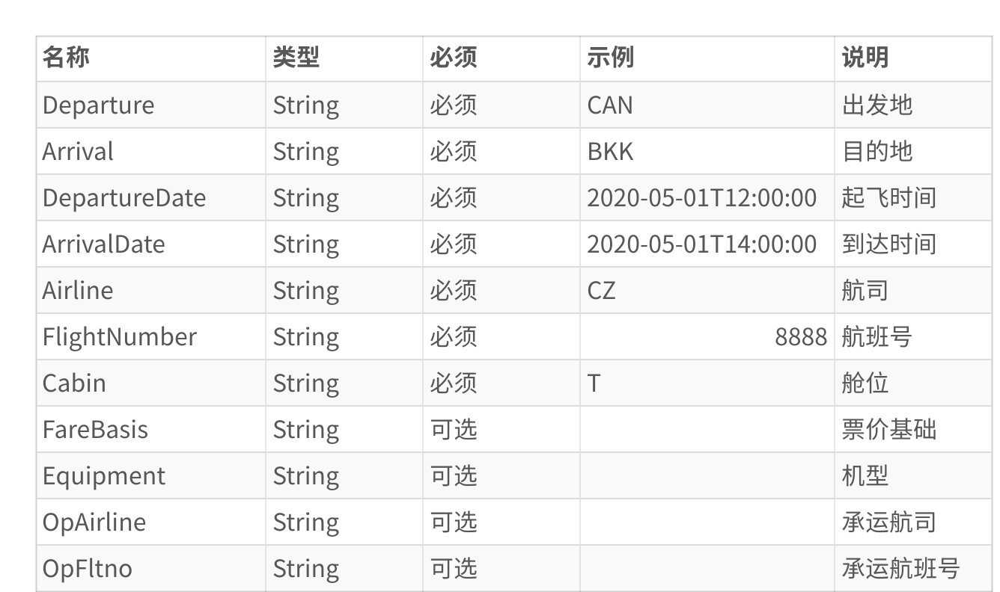 名称 类型 必须 示例 说明
Departure String 必须 CAN 出发地
Arrival String 必须 BKK 目的地
DepartureDate String 必须 2020-05-01T12:00:00 起飞时间
ArrivalDate String 必须 2020-05-01T14:00:00 到达时间
Airline String 必须 CZ 航司
FlightNumber String 必须 8888 航班号
Cabin String 必须 T 舱位
FareBasis String 可选 票价基础
Equipment String 可选 机型
OpAirline String 可选 承运航司
OpFltno String 可选 承运航班号